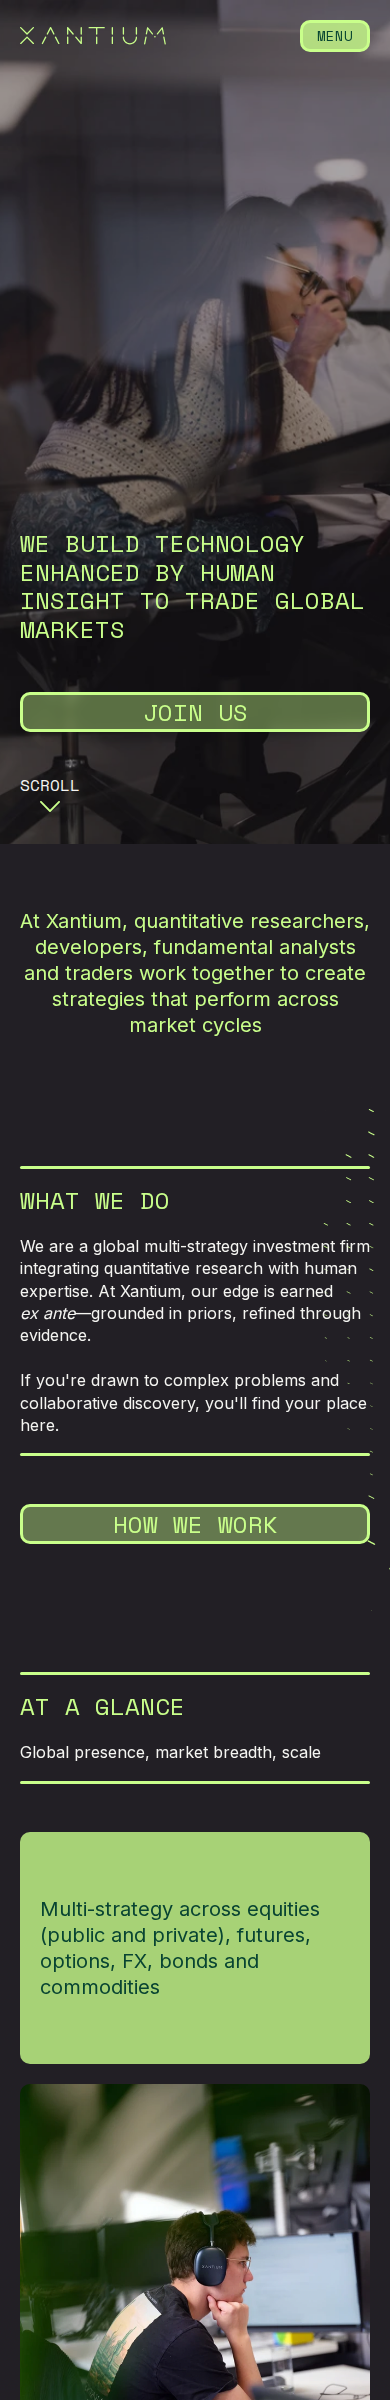 XANTIUM
MENU
WE BUILD TECHNOLOGY
ENHANCED BY HUMAN
INSIGHT TO TRADE GLOBAL
MARKETS
JOIN US
SCROLL
At Xantium, quantitative researchers,
developers, fundamental analysts
and traders work together to create
strategies that perform across
market cycles
WHAT WE DO
We are a global multi-strategy investment firm
integrating quantitative research with human
expertise. At Xantium, our edge is earned
ex ante—grounded in priors, refined through
evidence.
If you're drawn to complex problems and
collaborative discovery, you'll find your place
here.
HOW WE WORK
AT A GLANCE
Global presence, market breadth, scale
Multi-strategy across equities
(public and private), futures,
options, FX, bonds and
commodities
XANTIUM